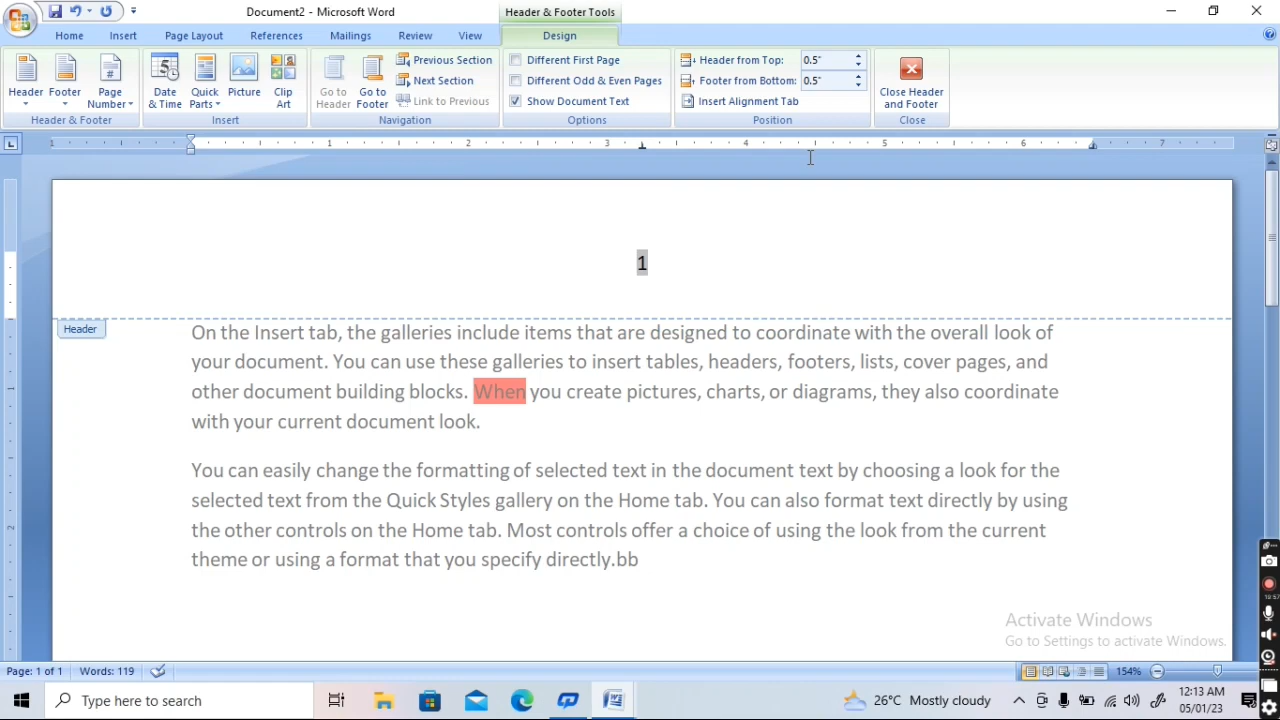 Document2 - Microsoft Word
Header & Footer Tools
Home
Insert
Page Layout
References
Mailings
Review
View
Design
Header
Footer
Page Number
Header & Footer
Date & Time
Quick Parts
Picture
Clip Art
Insert
Go to Header
Go to Footer
Previous Section
Next Section
Link to Previous
Navigation
Different First Page
Different Odd & Even Pages
Show Document Text
Options
Header from Top: 0.5"
Footer from Bottom: 0.5"
Insert Alignment Tab
Position
Close Header and Footer
Close
1 1 2 3 4 5 6 7
1
Header
On the Insert tab, the galleries include items that are designed to coordinate with the overall look of
your document. You can use these galleries to insert tables, headers, footers, lists, cover pages, and
other document building blocks. When you create pictures, charts, or diagrams, they also coordinate
with your current document look.
You can easily change the formatting of selected text in the document text by choosing a look for the
selected text from the Quick Styles gallery on the Home tab. You can also format text directly by using
the other controls on the Home tab. Most controls offer a choice of using the look from the current
theme or using a format that you specify directly.bb
Activate Windows
Go to Settings to activate Windows.
Page: 1 of 1
Words: 119
154%
Type here to search
26°C Mostly cloudy
12:13 AM
05/01/23